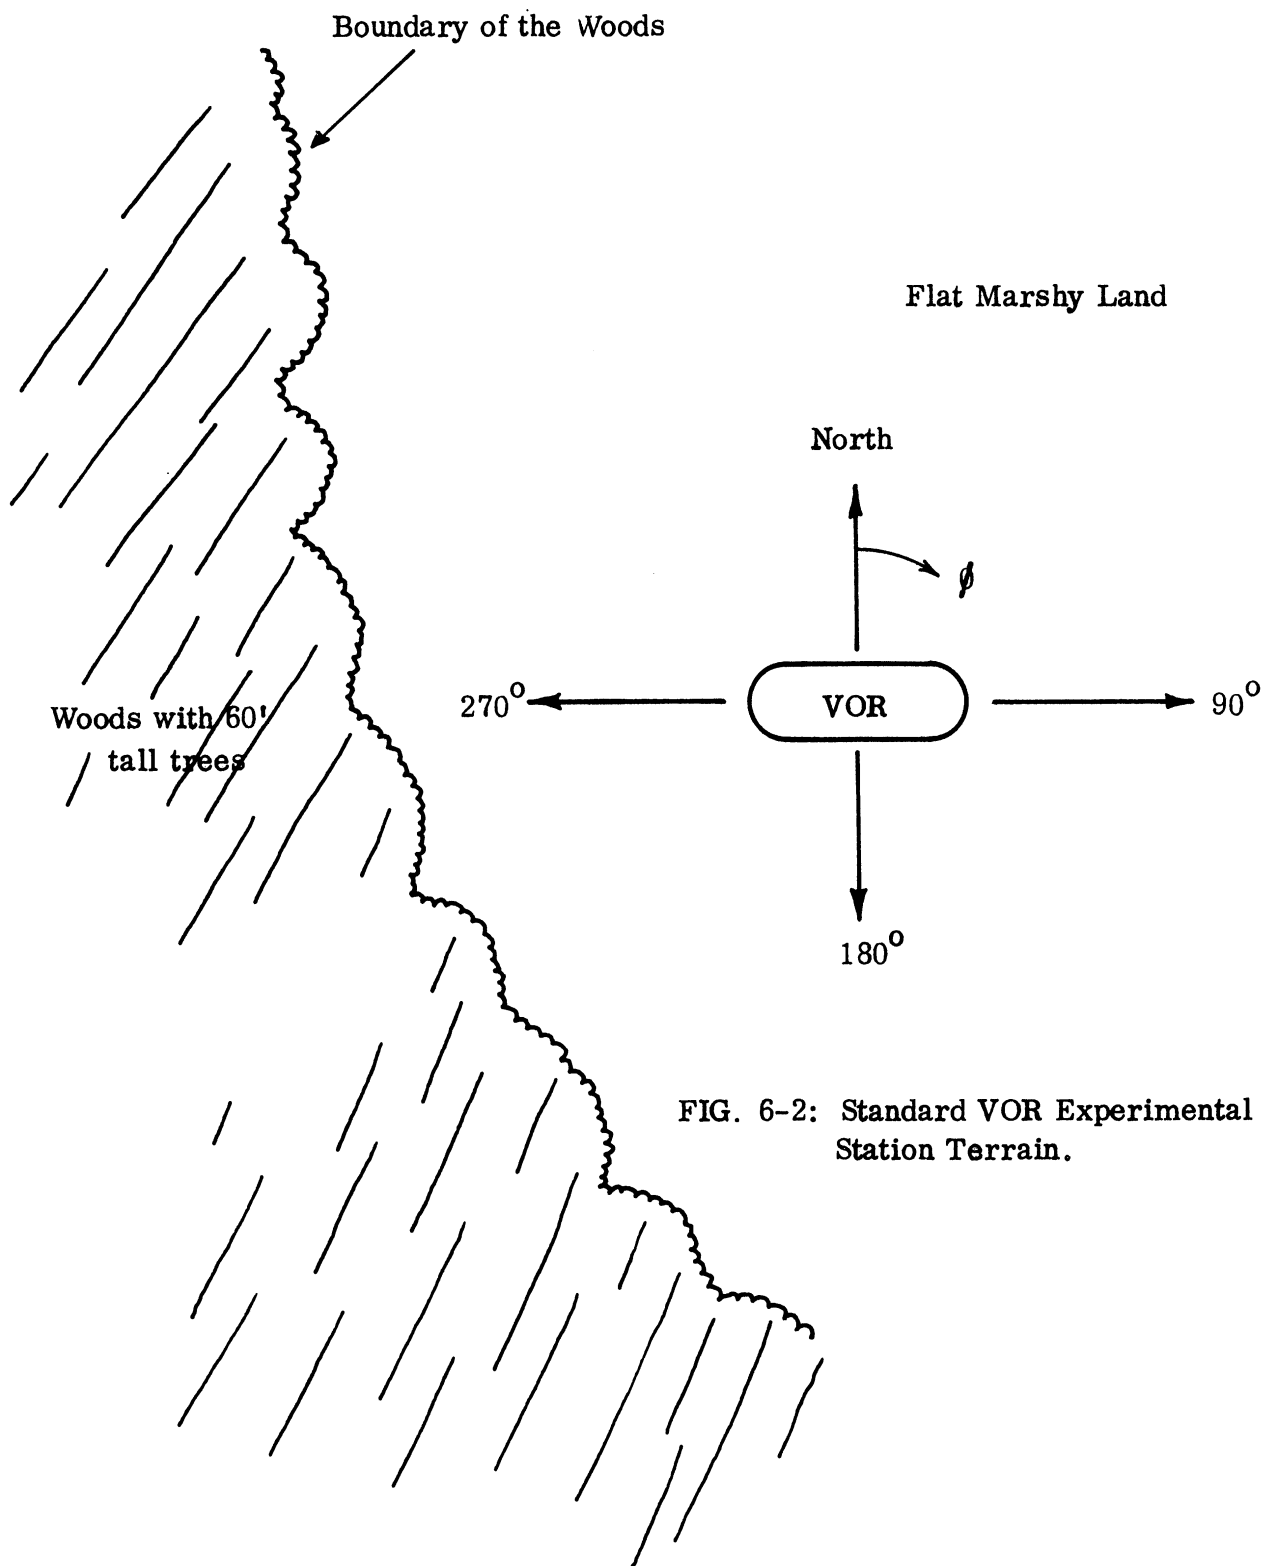 Boundary of the Woods
Flat Marshy Land
North
ø
270°
VOR
90°
Woods with 60'
tall trees
180°
FIG. 6-2: Standard VOR Experimental
Station Terrain.